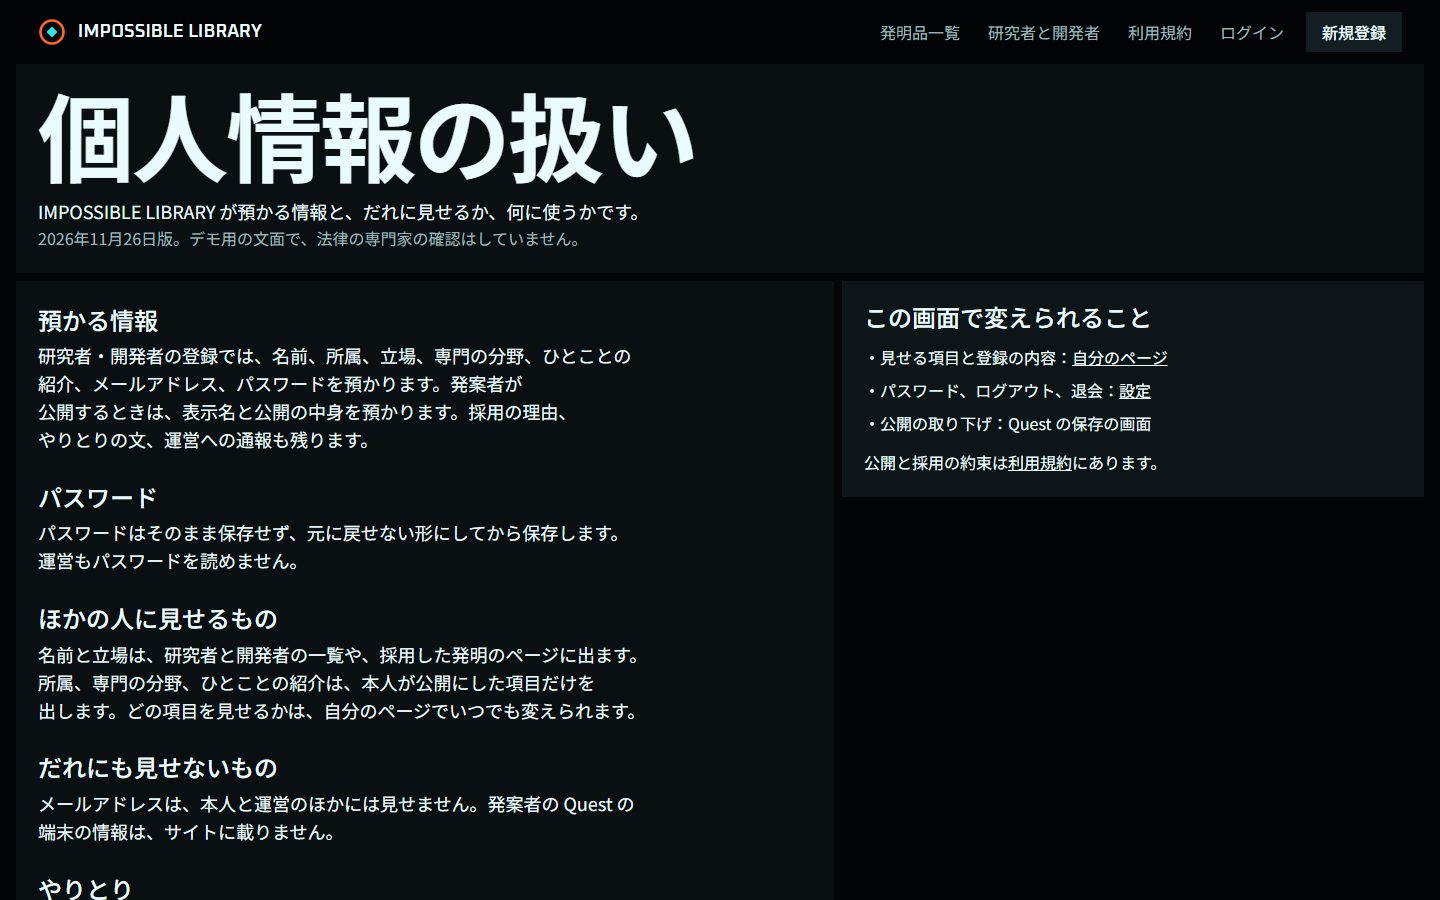 IMPOSSIBLE LIBRARY
発明品一覧
研究者と開発者
利用規約
ログイン
新規登録
個人情報の扱い
IMPOSSIBLE LIBRARY が預かる情報と、だれに見せるか、何に使うかです。
2026年11月26日版。デモ用の文面で、法律の専門家の確認はしていません。
預かる情報
研究者・開発者の登録では、名前、所属、立場、専門の分野、ひとことの
紹介、メールアドレス、パスワードを預かります。発案者が
公開するときは、表示名と公開の中身を預かります。採用の理由、
やりとりの文、運営への通報も残ります。
パスワード
パスワードはそのまま保存せず、元に戻せない形にしてから保存します。
運営もパスワードを読めません。
ほかの人に見せるもの
名前と立場は、研究者と開発者の一覧や、採用した発明のページに出ます。
所属、専門の分野、ひとことの紹介は、本人が公開にした項目だけを
出します。どの項目を見せるかは、自分のページでいつでも変えられます。
だれにも見せないもの
メールアドレスは、本人と運営のほかには見せません。発案者の Quest の
端末の情報は、サイトに載りません。
やりとり
この画面で変えられること
・見せる項目と登録の内容：自分のページ
・パスワード、ログアウト、退会：設定
・公開の取り下げ：Quest の保存の画面
公開と採用の約束は利用規約にあります。